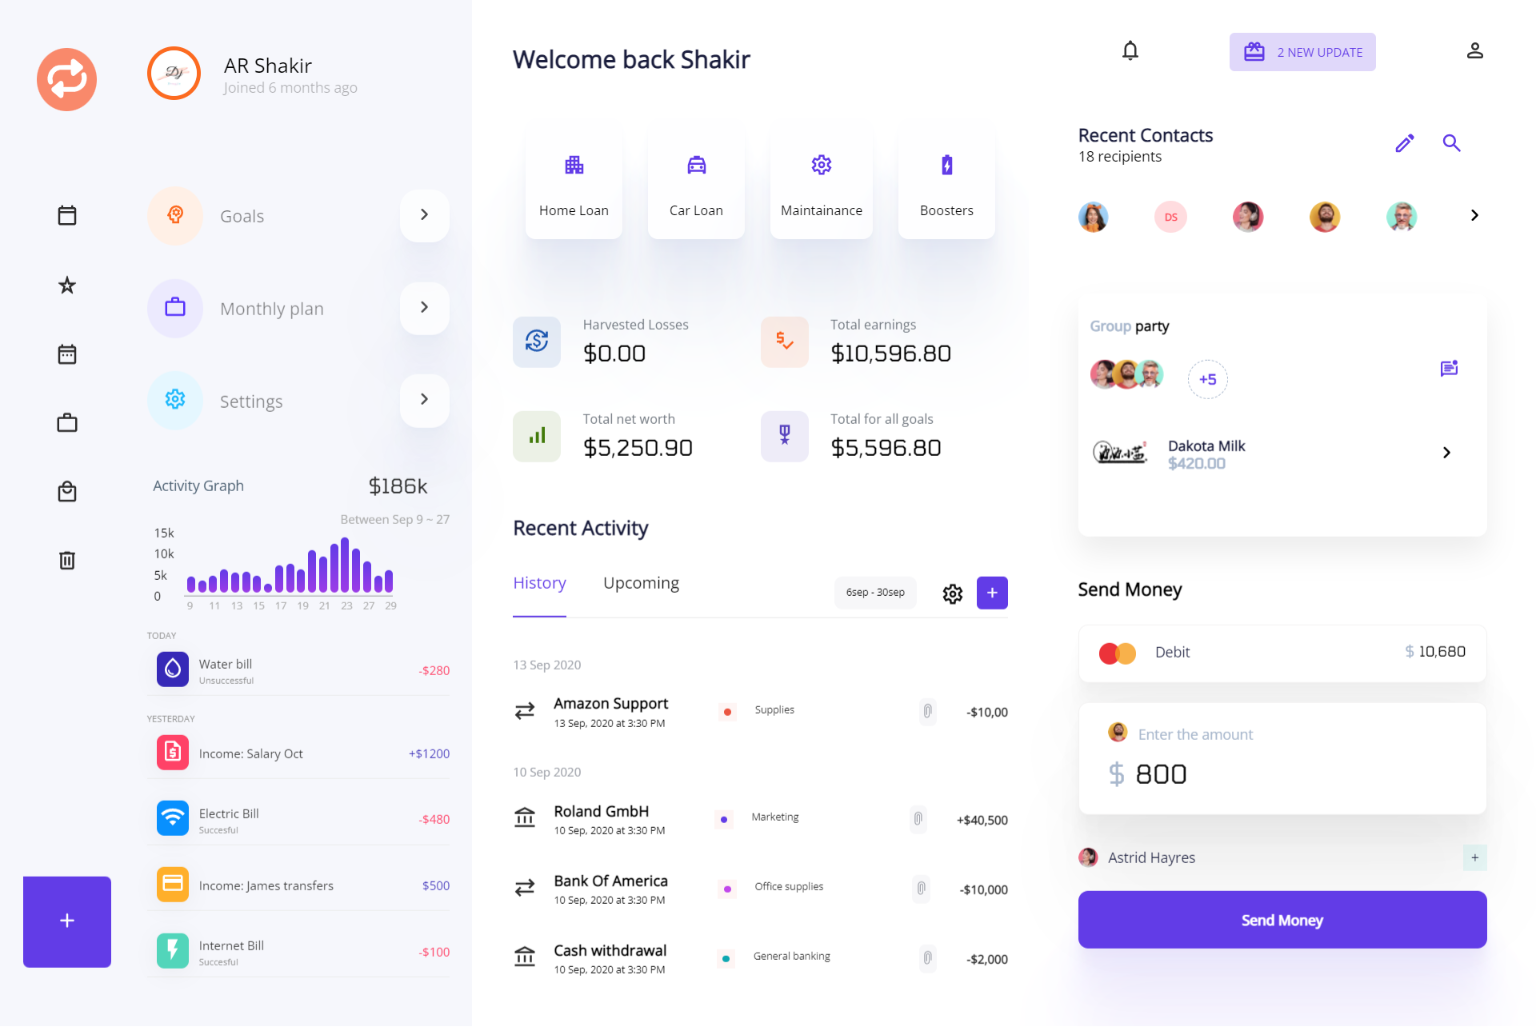 AR Shakir
Joined 6 months ago
Goals
Monthly plan
Settings
Activity Graph
$186k
Between Sep 9 ~ 27
15k
10k
5k
0
9 11 13 15 17 19 21 23 27 29
TODAY
Water bill
Unsuccessful
-$280
YESTERDAY
Income: Salary Oct
+$1200
Electric Bill
Succesful
-$480
Income: James transfers
$500
Internet Bill
Succesful
-$100
+
Welcome back Shakir
Home Loan
Car Loan
Maintainance
Boosters
Harvested Losses
$0.00
Total earnings
$10,596.80
Total net worth
$5,250.90
Total for all goals
$5,596.80
Recent Activity
History
Upcoming
6sep - 30sep
+
13 Sep 2020
Amazon Support
13 Sep, 2020 at 3:30 PM
Supplies
-$10,00
10 Sep 2020
Roland GmbH
10 Sep, 2020 at 3:30 PM
Marketing
+$40,500
Bank Of America
10 Sep, 2020 at 3:30 PM
Office supplies
-$10,000
Cash withdrawal
10 Sep, 2020 at 3:30 PM
General banking
-$2,000
2 NEW UPDATE
Recent Contacts
18 recipients
DS
Group party
+5
Dakota Milk
$420.00
Send Money
Debit
$ 10,680
Enter the amount
$ 800
Astrid Hayres
+
Send Money